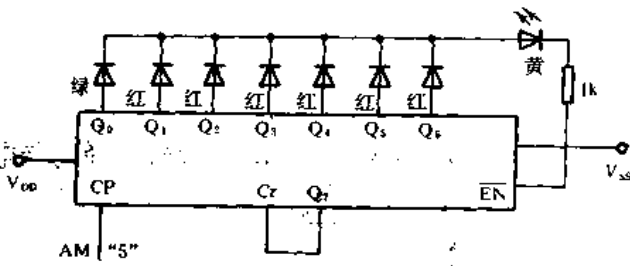 黄
绿 红 红 红 红 红 红
1k
Q₀ Q₁ Q₂ Q₃ Q₄ Q₅ Q₆
V_DD
V_SS
CP Cr Q₇ EN
AM "5"